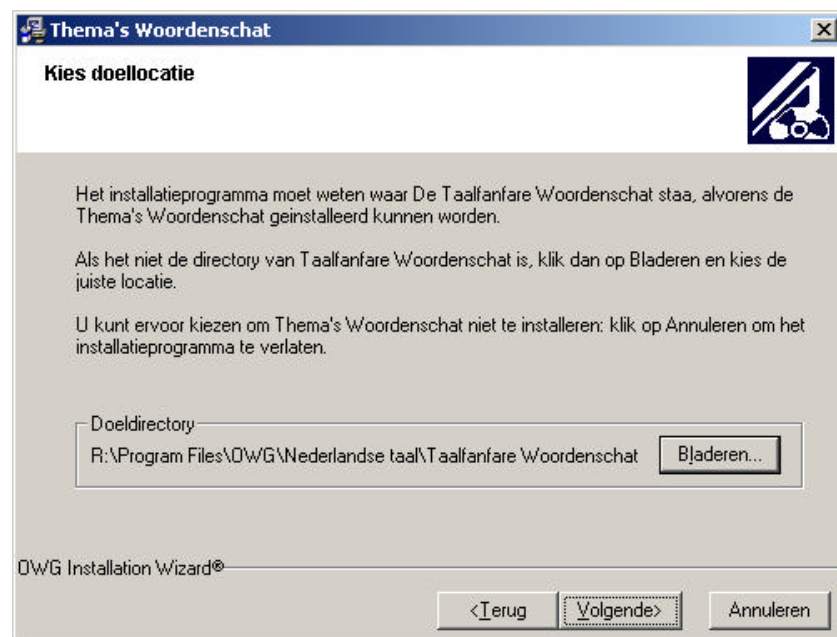 Thema's Woordenschat
Kies doellocatie
Het installatieprogramma moet weten waar De Taalfanfare Woordenschat staa, alvorens de
Thema's Woordenschat geinstalleerd kunnen worden.
Als het niet de directory van Taalfanfare Woordenschat is, klik dan op Bladeren en kies de
juiste locatie.
U kunt ervoor kiezen om Thema's Woordenschat niet te installeren: klik op Annuleren om het
installatieprogramma te verlaten.
Doeldirectory
R:\Program Files\OWG\Nederlandse taal\Taalfanfare Woordenschat Bladeren...
OWG Installation Wizard®
<Terug Volgende> Annuleren